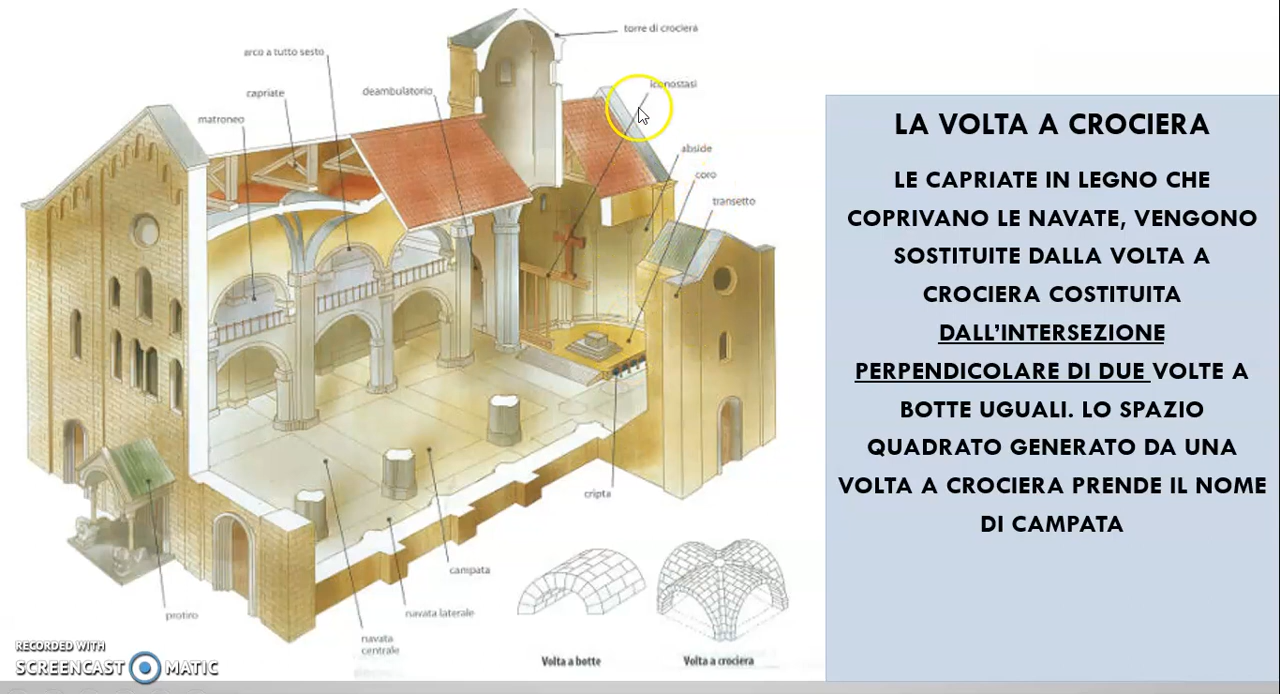 torre di crociera
arco a tutto sesto
iconostasi
capriate
deambulatorio
matroneo
abside
coro
transetto
cripta
campata
navata laterale
protiro
navata
centrale
Volta a botte
Volta a crociera
RECORDED WITH
SCREENCAST MATIC
LA VOLTA A CROCIERA
LE CAPRIATE IN LEGNO CHE
COPRIVANO LE NAVATE, VENGONO
SOSTITUITE DALLA VOLTA A
CROCIERA COSTITUITA
DALL’INTERSEZIONE
PERPENDICOLARE DI DUE VOLTE A
BOTTE UGUALI. LO SPAZIO
QUADRATO GENERATO DA UNA
VOLTA A CROCIERA PRENDE IL NOME
DI CAMPATA